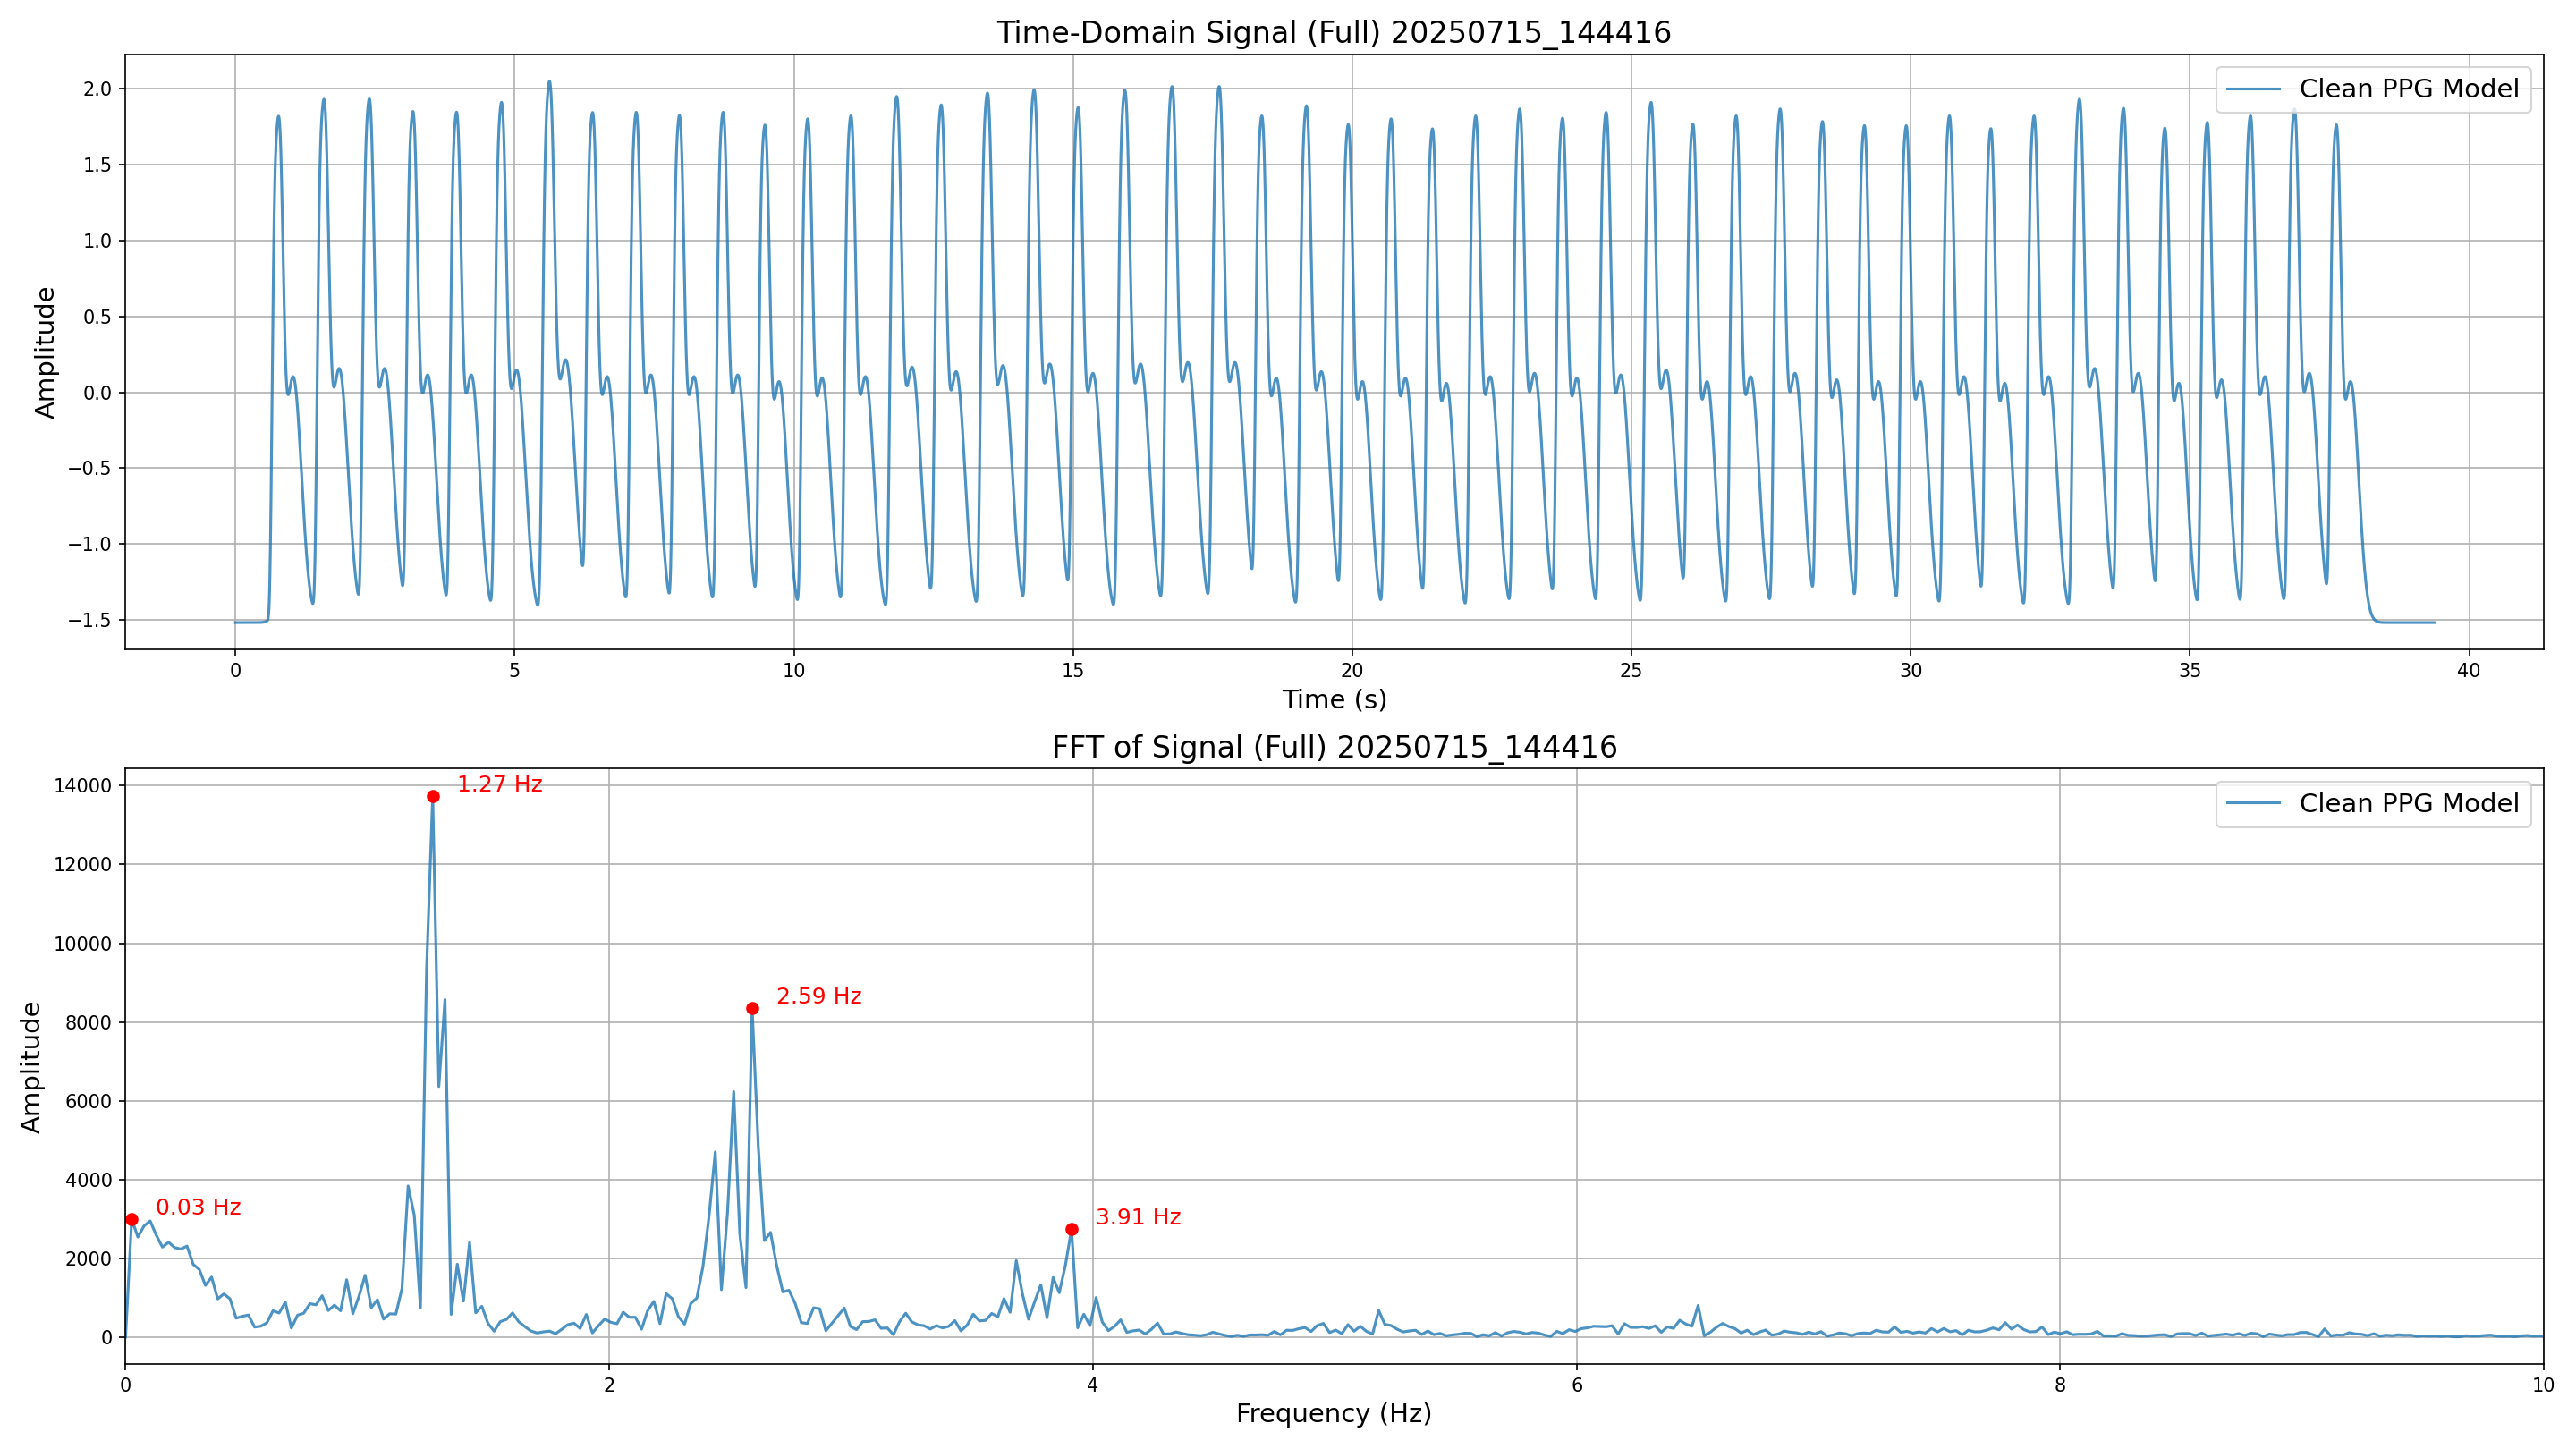 Time-Domain Signal (Full) 20250715_144416
Clean PPG Model
Amplitude
2.0
1.5
1.0
0.5
0.0
−0.5
−1.0
−1.5
0 5 10 15 20 25 30 35 40
Time (s)
FFT of Signal (Full) 20250715_144416
Clean PPG Model
Amplitude
14000
12000
10000
8000
6000
4000
2000
0
1.27 Hz
2.59 Hz
0.03 Hz
3.91 Hz
0 2 4 6 8 10
Frequency (Hz)